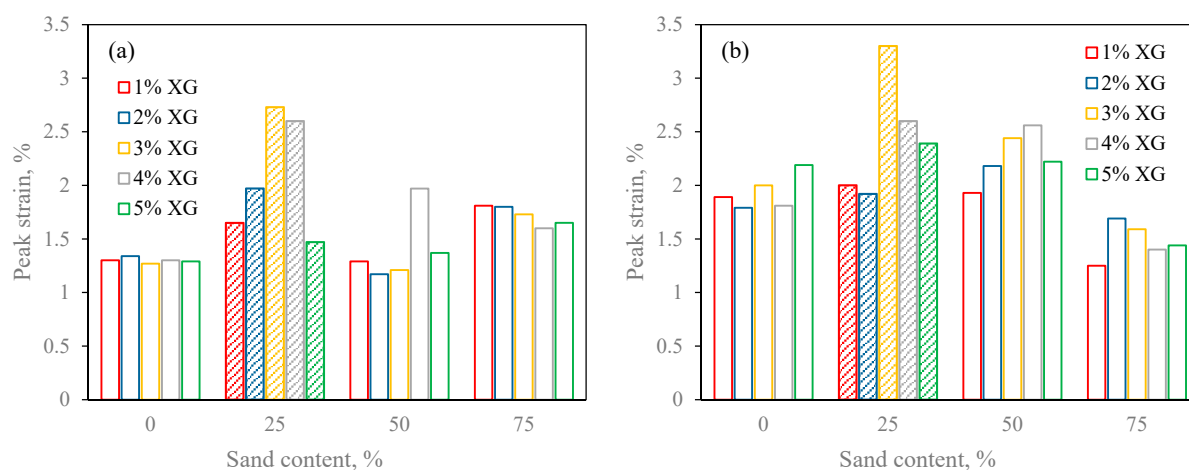 (a)
1% XG
2% XG
3% XG
4% XG
5% XG
Peak strain, %
3.5
3
2.5
2
1.5
1
0.5
0
0 25 50 75
Sand content, %
(b)
1% XG
2% XG
3% XG
4% XG
5% XG
Peak strain, %
3.5
3
2.5
2
1.5
1
0.5
0
0 25 50 75
Sand content, %